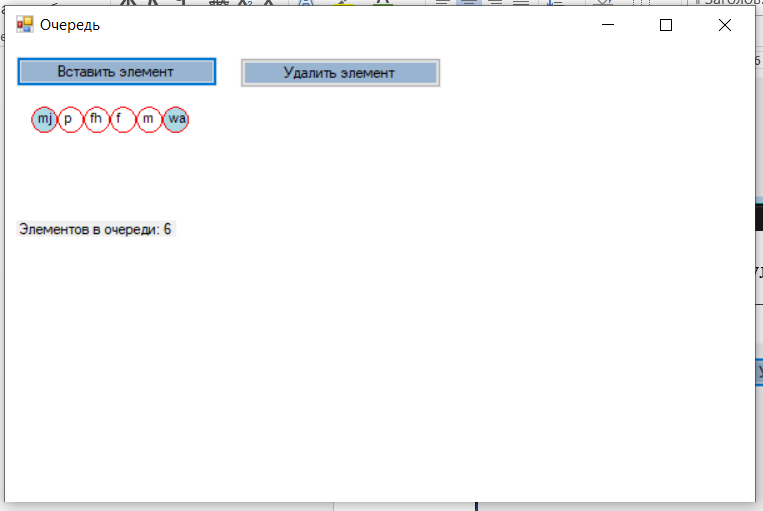 Очередь
Вставить элемент
Удалить элемент
mj p fh f m wa
Элементов в очереди: 6